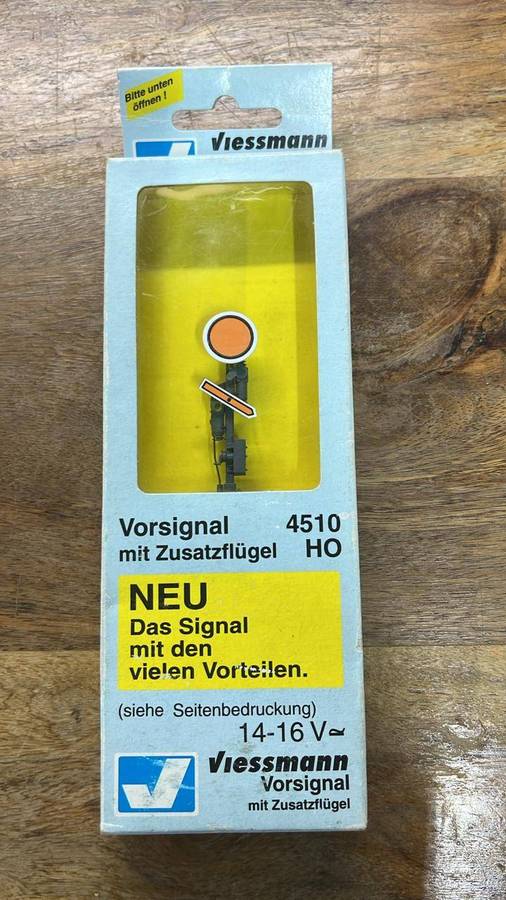 Bitte unten
öffnen !
Viessmann
Vorsignal 4510
mit Zusatzflügel HO
NEU
Das Signal
mit den
vielen Vorteilen.
(siehe Seitenbedruckung)
14-16 V≃
Viessmann
Vorsignal
mit Zusatzflügel